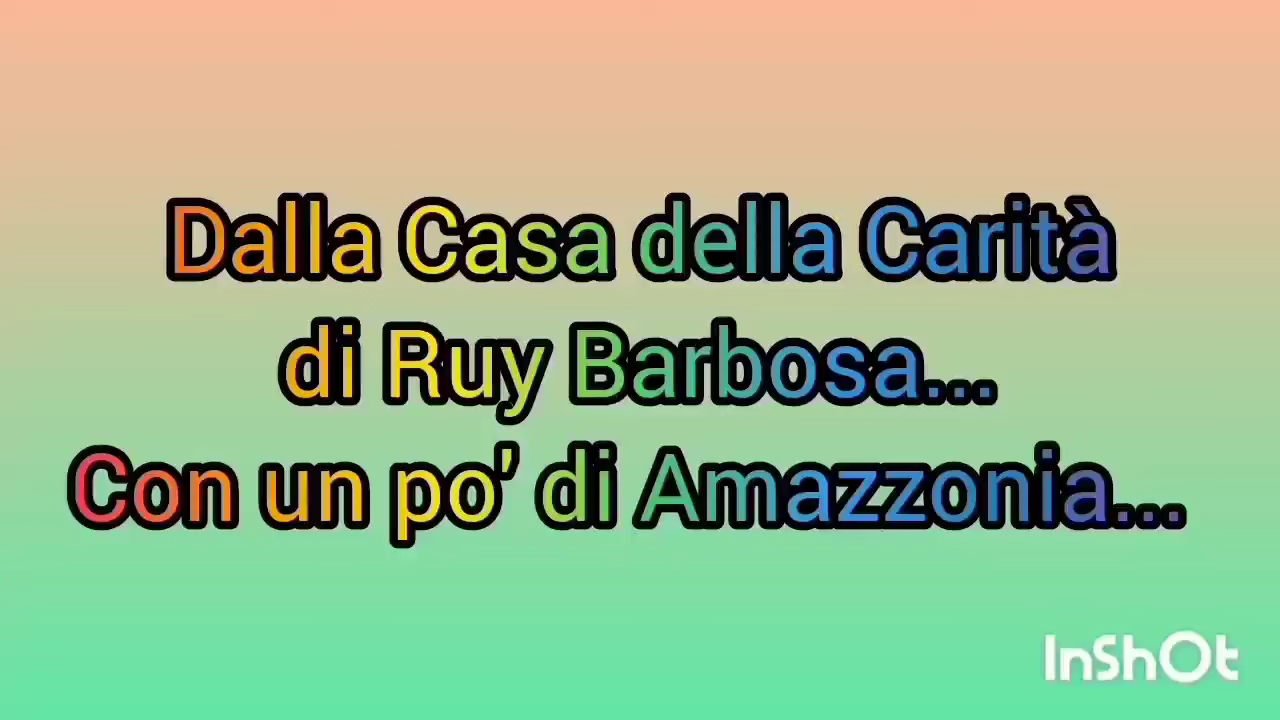 Dalla Casa della Carità
di Ruy Barbosa...
Con un po' di Amazzonia...
InShOt